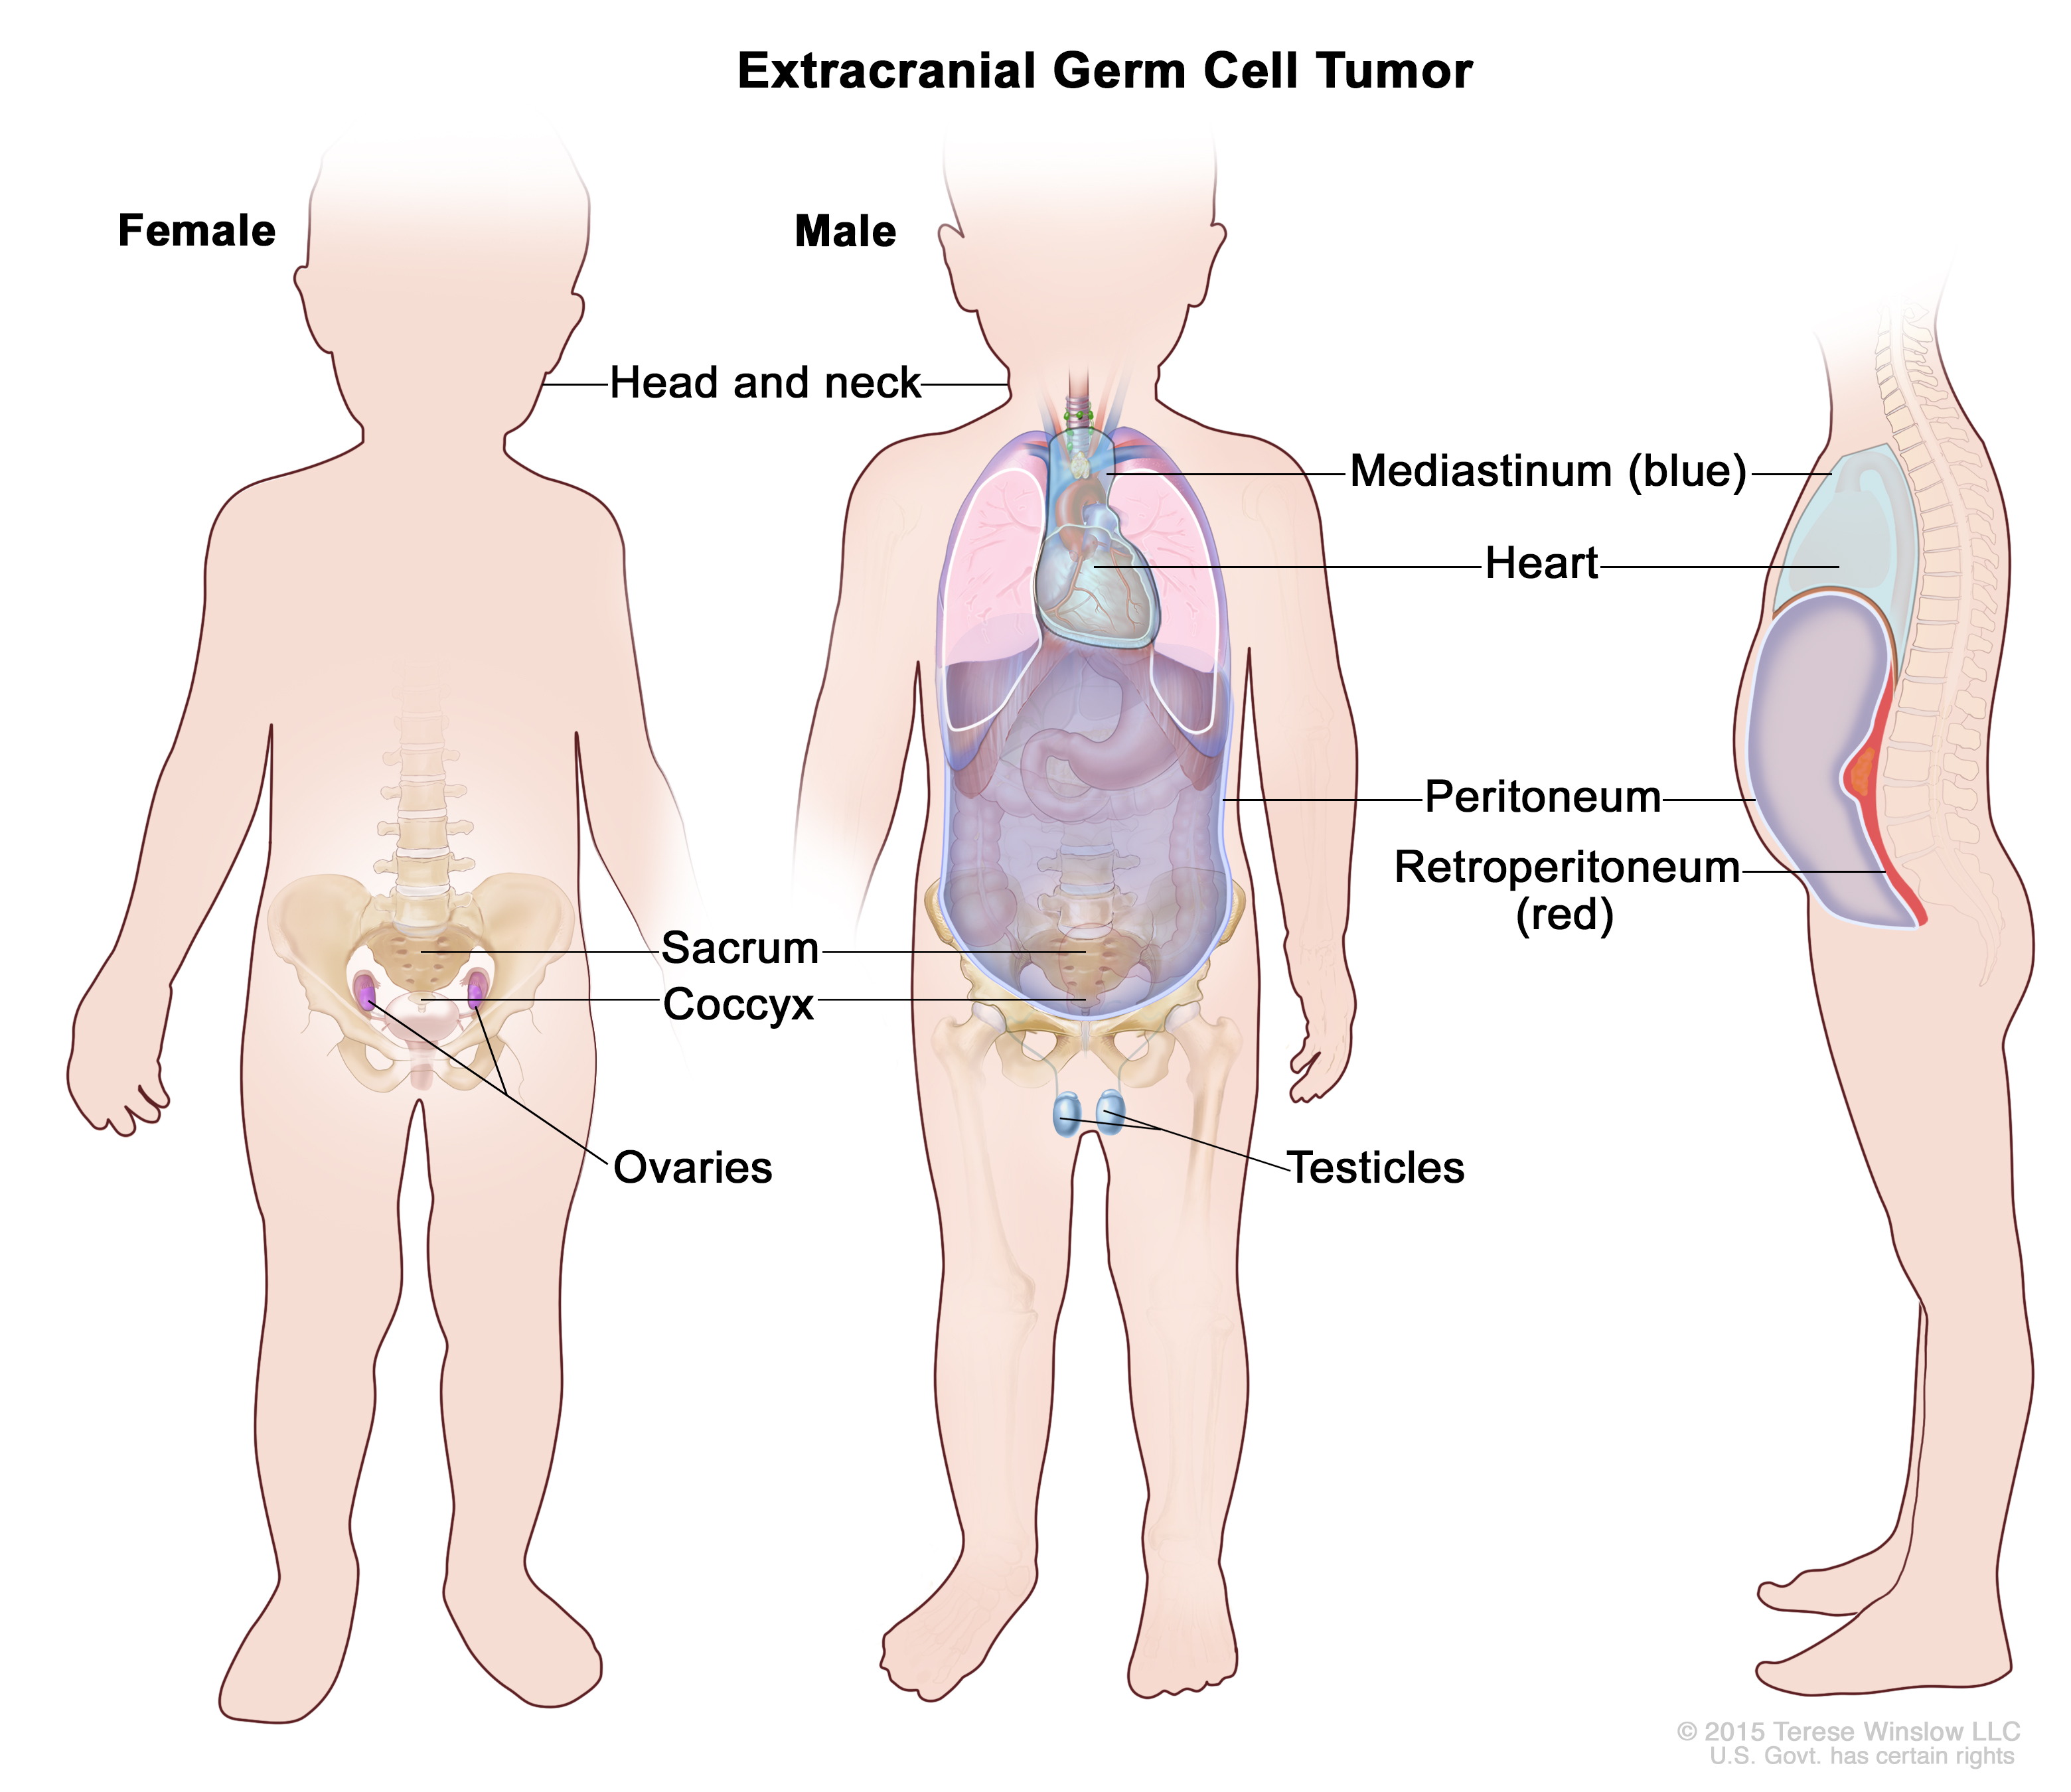 Extracranial Germ Cell Tumor
Female
Male
Head and neck
Mediastinum (blue)
Heart
Peritoneum
Retroperitoneum
(red)
Sacrum
Coccyx
Ovaries
Testicles
© 2015 Terese Winslow LLC
U.S. Govt. has certain rights